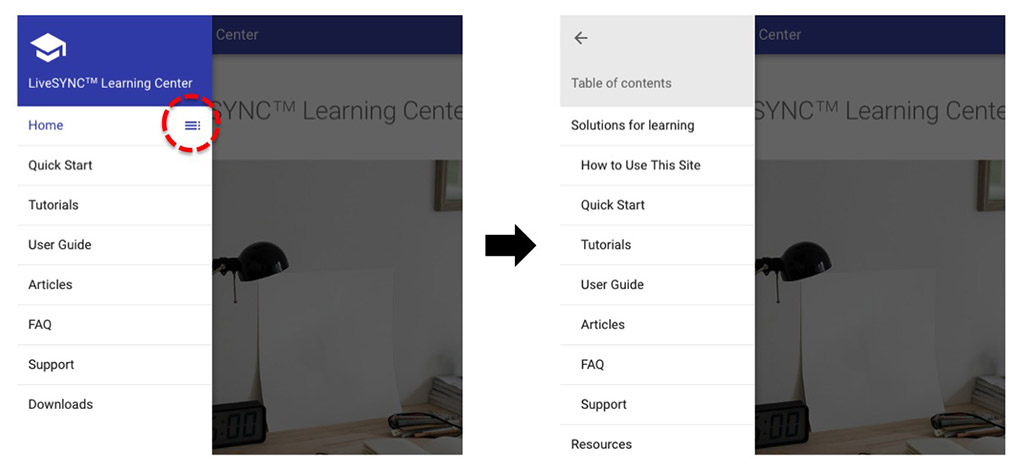 Center
LiveSYNC™ Learning Center
SYNC™ Learning Cente
Home
Quick Start
Tutorials
User Guide
Articles
FAQ
Support
Downloads
Center
Table of contents
SYNC™ Learning Cente
Solutions for learning
How to Use This Site
Quick Start
Tutorials
User Guide
Articles
FAQ
Support
Resources